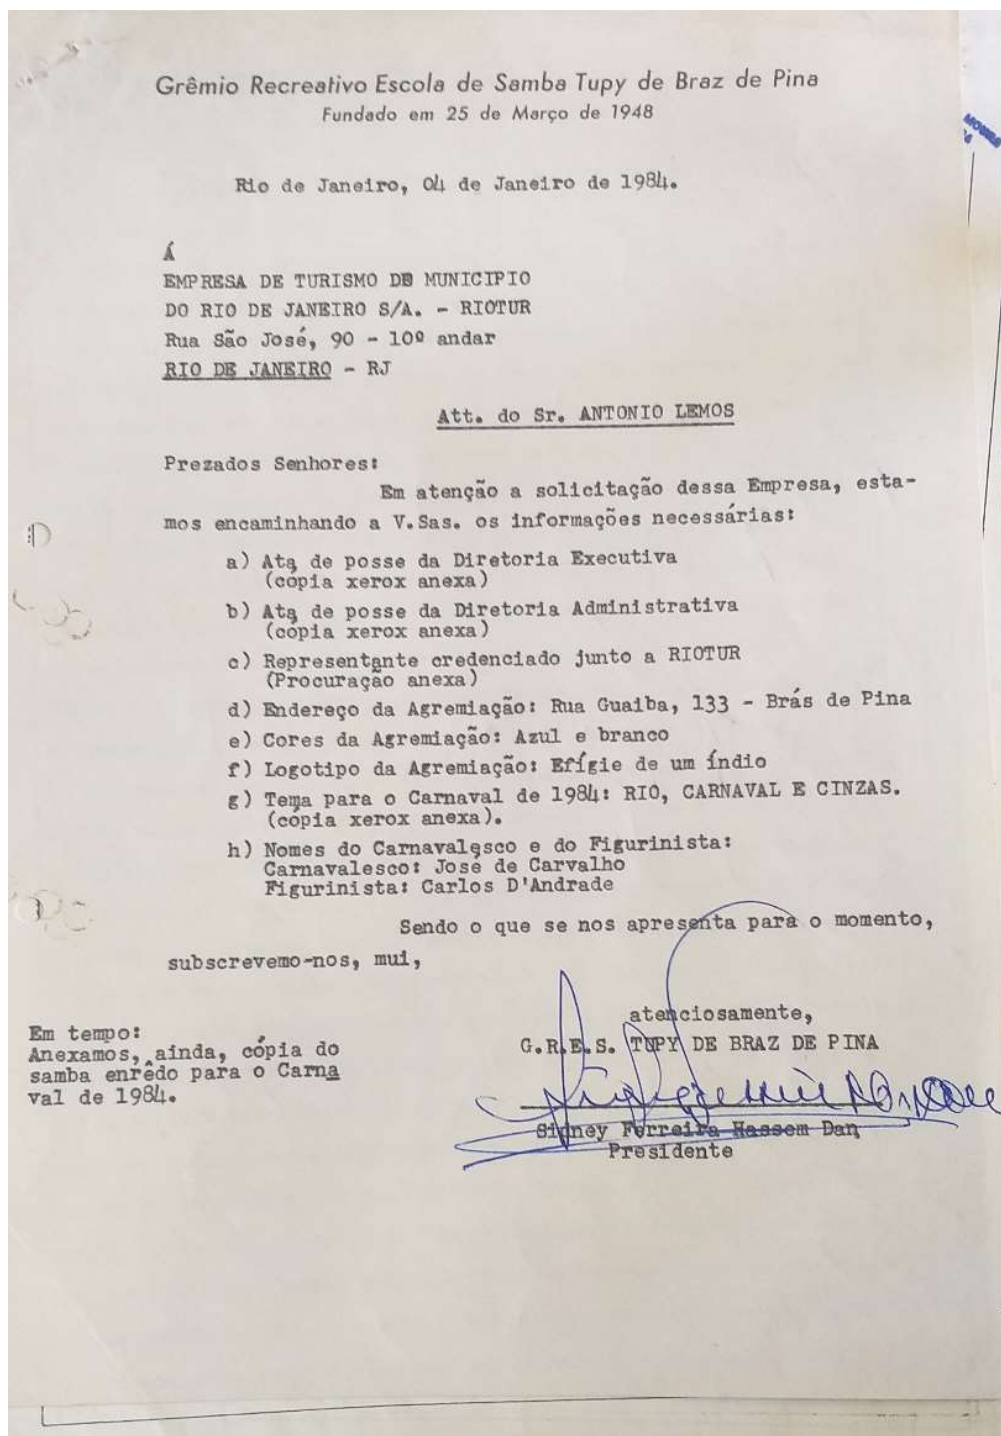 Grêmio Recreativo Escola de Samba Tupy de Braz de Pina
Fundado em 25 de Março de 1948
Rio de Janeiro, 04 de Janeiro de 1984.
Á
EMPRESA DE TURISMO DO MUNICIPIO
DO RIO DE JANEIRO S/A. - RIOTUR
Rua São José, 90 - 10º andar
RIO DE JANEIRO - RJ
Att. do Sr. ANTONIO LEMOS
Prezados Senhores:
Em atenção a solicitação dessa Empresa, esta-
mos encaminhando a V.Sas. os informações necessárias:
a) Ata de posse da Diretoria Executiva
(cópia xerox anexa)
b) Ata de posse da Diretoria Administrativa
(cópia xerox anexa)
c) Representante credenciado junto a RIOTUR
(Procuração anexa)
d) Endereço da Agremiação: Rua Guaiba, 133 - Brás de Pina
e) Cores da Agremiação: Azul e branco
f) Logotipo da Agremiação: Efígie de um índio
g) Tema para o Carnaval de 1984: RIO, CARNAVAL E CINZAS.
(cópia xerox anexa).
h) Nomes do Carnavalesco e do Figurinista:
Carnavalesco: José de Carvalho
Figurinista: Carlos D'Andrade
Sendo o que se nos apresenta para o momento,
subscrevemo-nos, mui,
atenciosamente,
G.R.E.S. TUPY DE BRAZ DE PINA
Sidney Ferreira Hassem Dan
Presidente
Em tempo:
Anexamos, ainda, cópia do
samba enrêdo para o Carna
val de 1984.